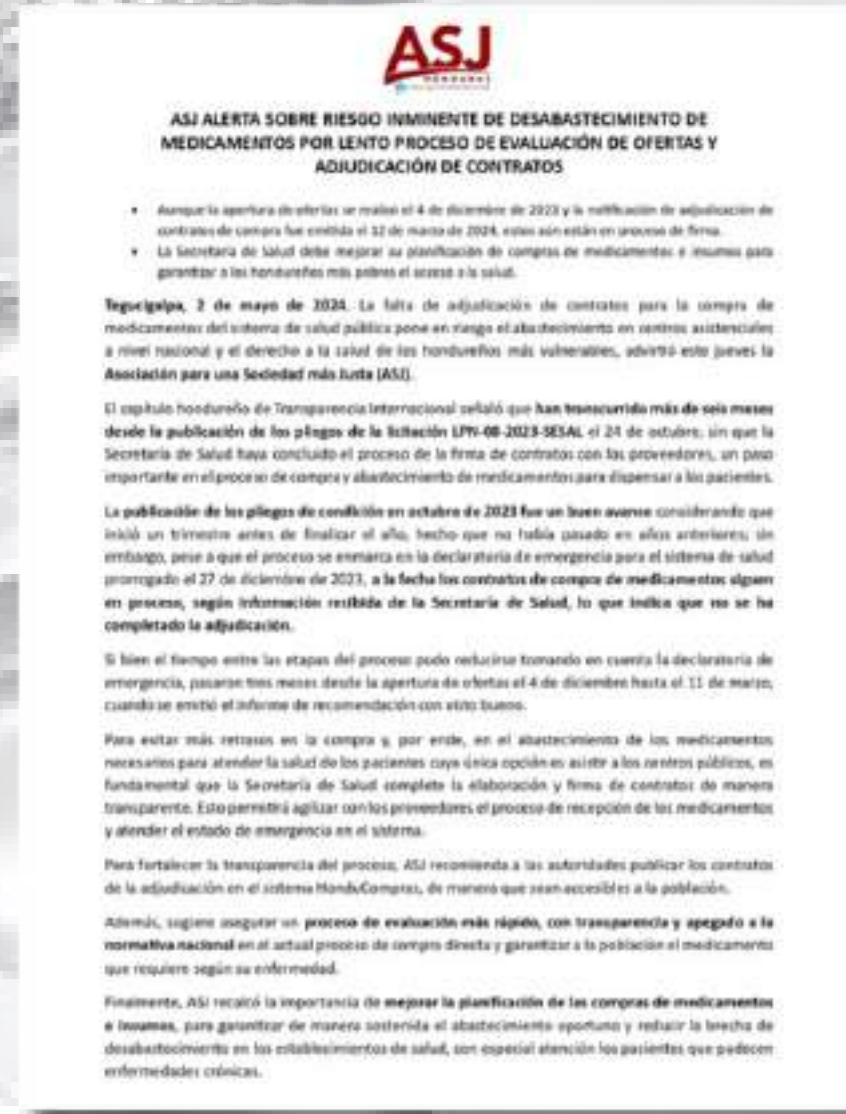 ASJ
HONDURAS
ASJ ALERTA SOBRE RIESGO INMINENTE DE DESABASTECIMIENTO DE
MEDICAMENTOS POR LENTO PROCESO DE EVALUACIÓN DE OFERTAS Y
ADJUDICACIÓN DE CONTRATOS
• Aunque la apertura de ofertas se realizó el 4 de diciembre de 2023 y la notificación de adjudicación de
contratos de compra fue emitida el 12 de marzo de 2024, estos aún están en proceso de firma.
• La Secretaría de Salud debe mejorar su planificación de compras de medicamentos e insumos para
garantizar a los hondureños más pobres el acceso a la salud.
Tegucigalpa, 2 de mayo de 2024. La falta de adjudicación de contratos para la compra de
medicamentos del sistema de salud pública pone en riesgo el abastecimiento en centros asistenciales
a nivel nacional y el derecho a la salud de los hondureños más vulnerables, advirtió este jueves la
Asociación para una Sociedad más Justa (ASJ).
El capítulo hondureño de Transparencia Internacional señaló que han transcurrido más de seis meses
desde la publicación de los pliegos de la licitación LPN-08-2023-SESAL el 24 de octubre, sin que la
Secretaría de Salud haya concluido el proceso de la firma de contratos con los proveedores, un paso
importante en el proceso de compra y abastecimiento de medicamentos para dispensar a los pacientes.
La publicación de los pliegos de condición en octubre de 2023 fue un buen avance considerando que
inició un trimestre antes de finalizar el año, hecho que no había pasado en años anteriores; sin
embargo, pese a que el proceso se enmarca en la declaratoria de emergencia para el sistema de salud
prorrogado el 27 de diciembre de 2023, a la fecha los contratos de compra de medicamentos siguen
en proceso, según información recibida de la Secretaría de Salud, lo que indica que no se ha
completado la adjudicación.
Si bien el tiempo entre las etapas del proceso pudo reducirse tomando en cuenta la declaratoria de
emergencia, pasaron tres meses desde la apertura de ofertas el 4 de diciembre hasta el 11 de marzo,
cuando se emitió el informe de recomendación con visto bueno.
Para evitar más retrasos en la compra y, por ende, en el abastecimiento de los medicamentos
necesarios para atender la salud de los pacientes cuya única opción es asistir a los centros públicos, es
fundamental que la Secretaría de Salud complete la elaboración y firma de contratos de manera
transparente. Esto permitirá agilizar con los proveedores el proceso de recepción de los medicamentos
y atender el estado de emergencia en el sistema.
Para fortalecer la transparencia del proceso, ASJ recomienda a las autoridades publicar los contratos
de la adjudicación en el sistema HonduCompras, de manera que sean accesibles a la población.
Además, sugiere asegurar un proceso de evaluación más rápido, con transparencia y apegado a la
normativa nacional en el actual proceso de compra directa y garantizar a la población el medicamento
que requiere según su enfermedad.
Finalmente, ASJ recalcó la importancia de mejorar la planificación de las compras de medicamentos
e insumos, para garantizar de manera sostenida el abastecimiento oportuno y reducir la brecha de
desabastecimiento en los establecimientos de salud, con especial atención los pacientes que padecen
enfermedades crónicas.